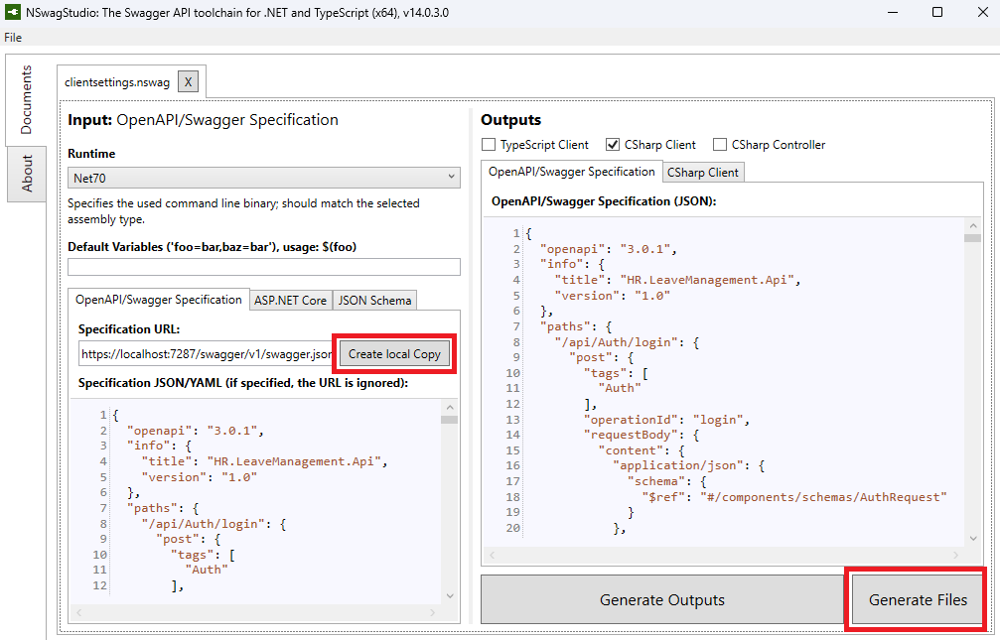 NSwagStudio: The Swagger API toolchain for .NET and TypeScript (x64), v14.0.3.0
File
Documents
About
clientsettings.nswag X
Input: OpenAPI/Swagger Specification
Runtime
Net70
Specifies the used command line binary; should match the selected
assembly type.
Default Variables ('foo=bar,baz=bar'), usage: $(foo)
OpenAPI/Swagger Specification ASP.NET Core JSON Schema
Specification URL:
https://localhost:7287/swagger/v1/swagger.json Create local Copy
Specification JSON/YAML (if specified, the URL is ignored):
1 {
2 "openapi": "3.0.1",
3 "info": {
4 "title": "HR.LeaveManagement.Api",
5 "version": "1.0"
6 },
7 "paths": {
8 "/api/Auth/login": {
9 "post": {
10 "tags": [
11 "Auth"
12 ],
Outputs
TypeScript Client CSharp Client CSharp Controller
OpenAPI/Swagger Specification CSharp Client
OpenAPI/Swagger Specification (JSON):
1 {
2 "openapi": "3.0.1",
3 "info": {
4 "title": "HR.LeaveManagement.Api",
5 "version": "1.0"
6 },
7 "paths": {
8 "/api/Auth/login": {
9 "post": {
10 "tags": [
11 "Auth"
12 ],
13 "operationId": "login",
14 "requestBody": {
15 "content": {
16 "application/json": {
17 "schema": {
18 "$ref": "#/components/schemas/AuthRequest"
19 }
20 },
Generate Outputs Generate Files